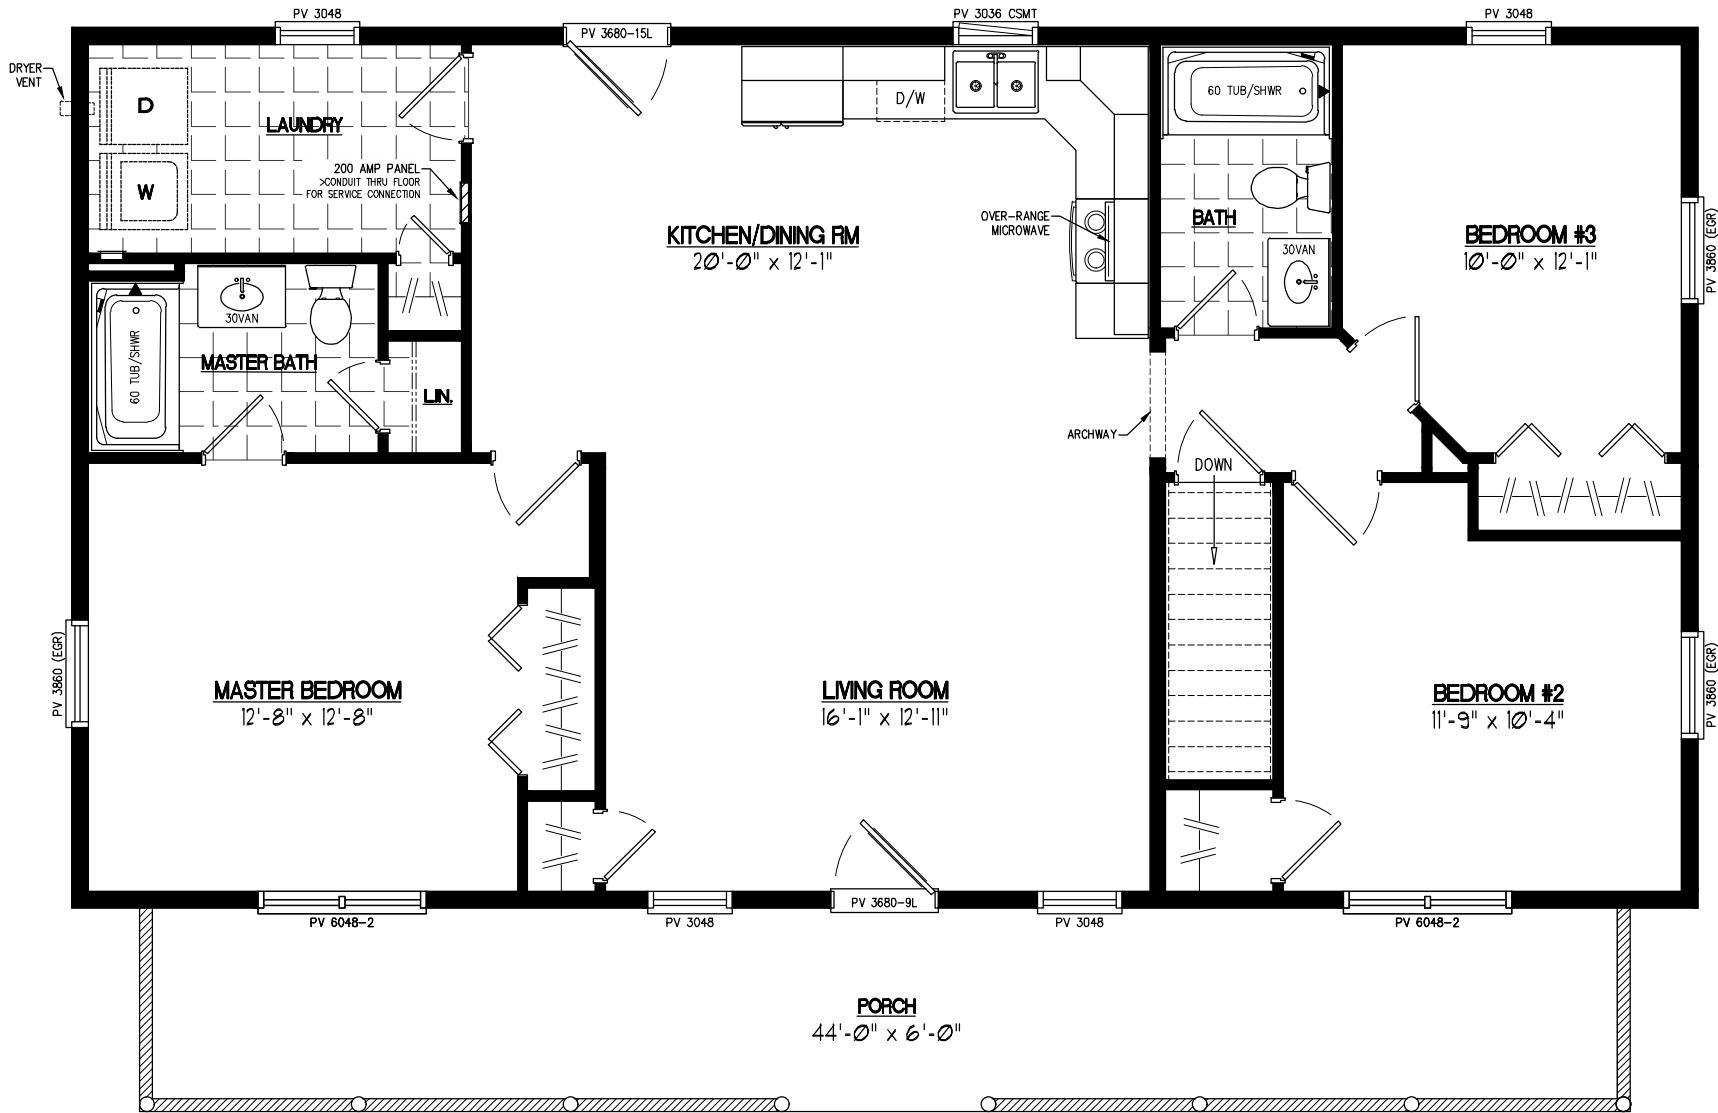 PV 3048
PV 3680-15L
PV 3036 CSMT
PV 3048
DRYER
VENT
D
LAUNDRY
W
200 AMP PANEL
>CONDUIT THRU FLOOR
FOR SERVICE CONNECTION
D/W
60 TUB/SHWR
OVER-RANGE
MICROWAVE
BATH
30VAN
KITCHEN/DINING RM
20'-0" x 12'-1"
BEDROOM #3
10'-0" x 12'-1"
PV 3860 (EGR)
30VAN
60 TUB/SHWR
MASTER BATH
LIN.
ARCHWAY
DOWN
PV 3860 (EGR)
MASTER BEDROOM
12'-8" x 12'-8"
LIVING ROOM
16'-1" x 12'-11"
BEDROOM #2
11'-9" x 10'-4"
PV 3860 (EGR)
PV 6048-2
PV 3048
PV 3680-9L
PV 3048
PV 6048-2
PORCH
44'-0" x 6'-0"